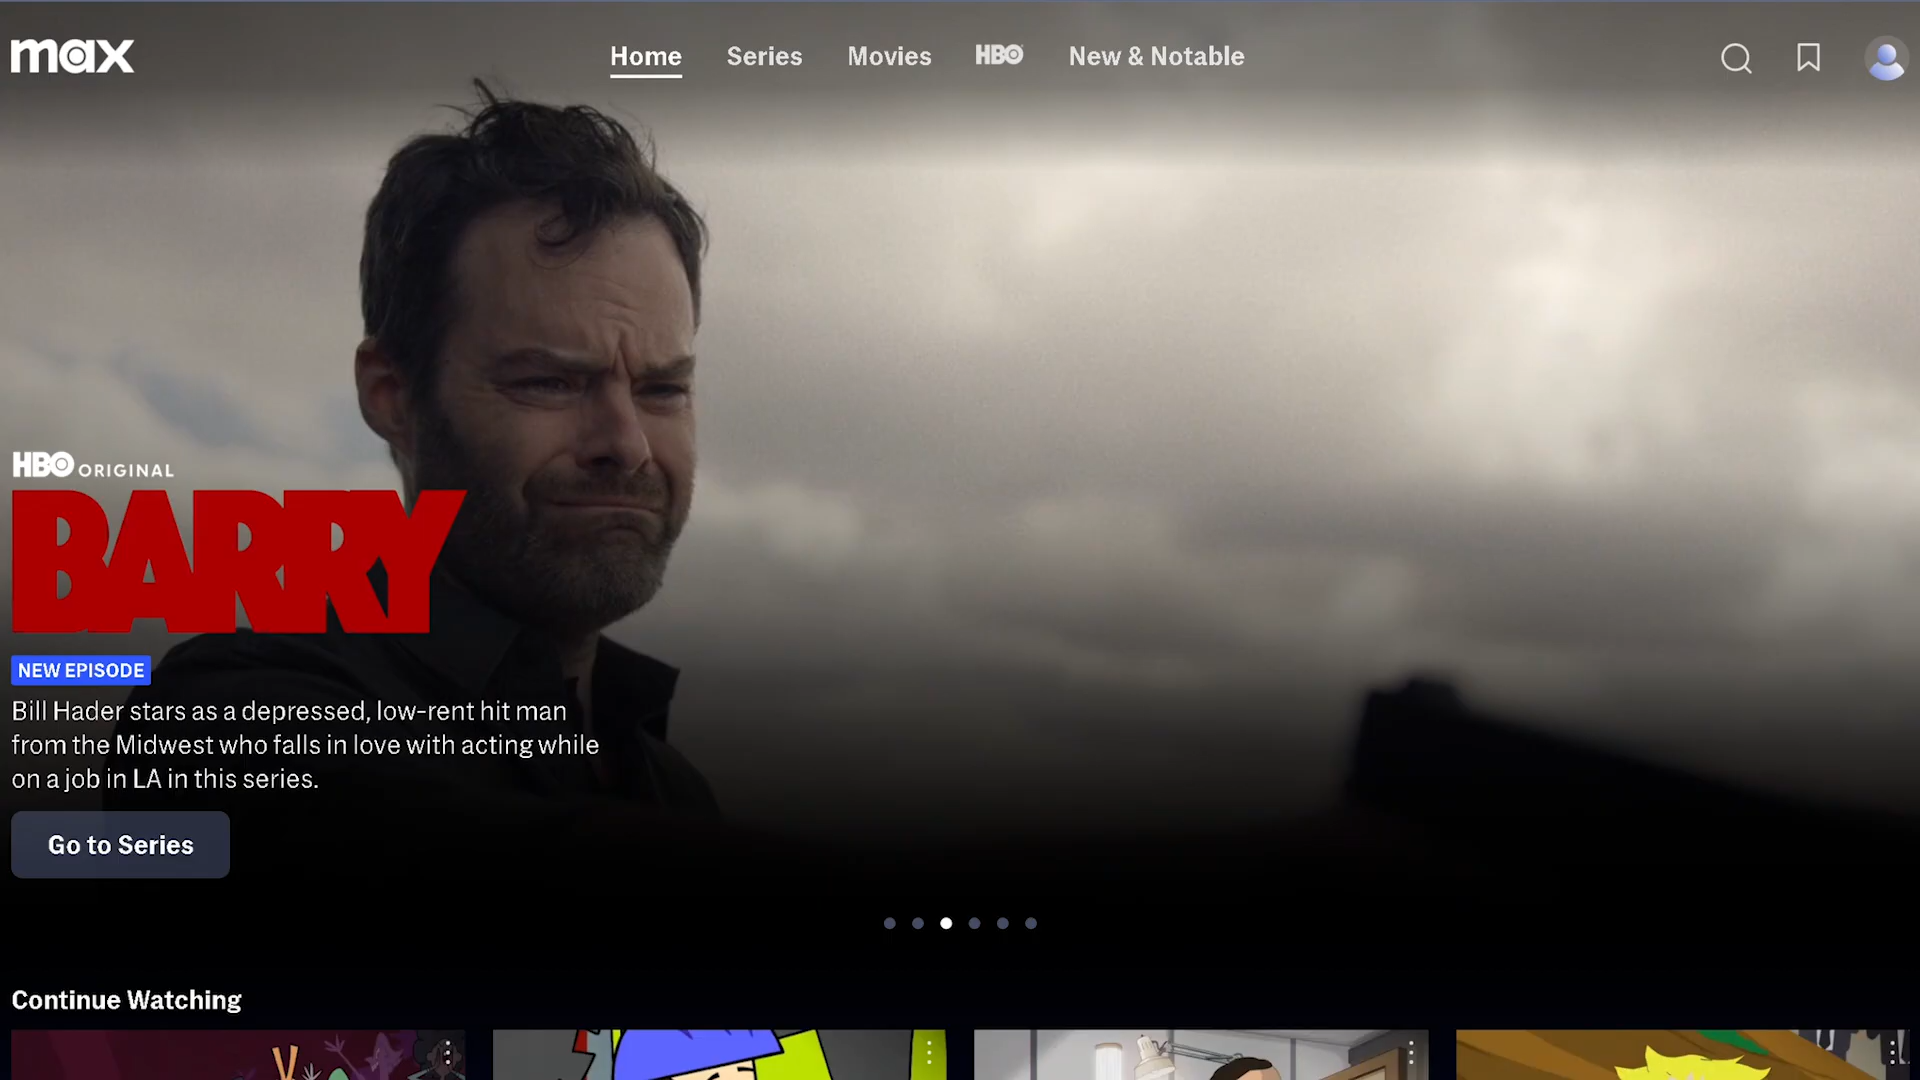 max
Home
Series
Movies
HBO
New & Notable
HBO ORIGINAL
BARRY
NEW EPISODE
Bill Hader stars as a depressed, low-rent hit man
from the Midwest who falls in love with acting while
on a job in LA in this series.
Go to Series
Continue Watching